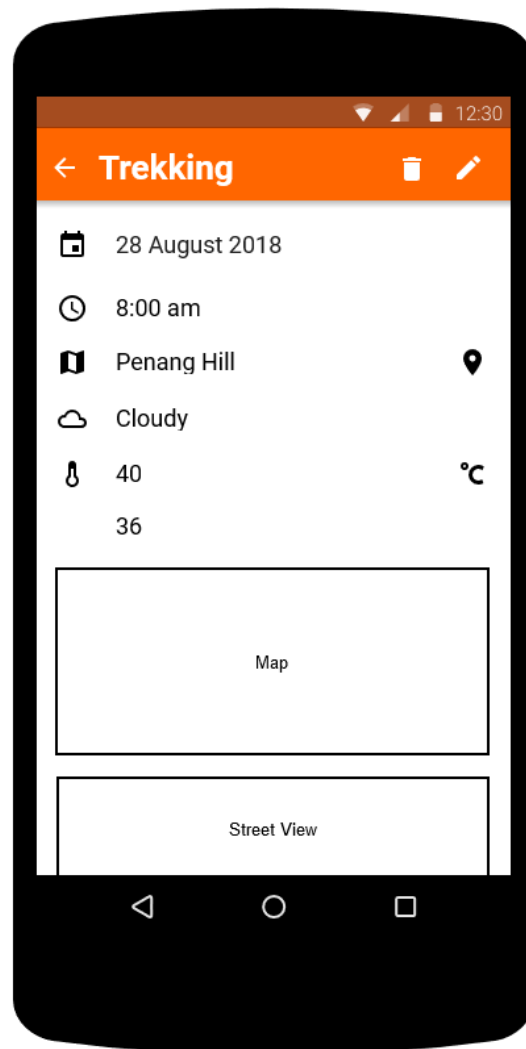 12:30
Trekking
28 August 2018
8:00 am
Penang Hill
Cloudy
40 °C
36
Map
Street View